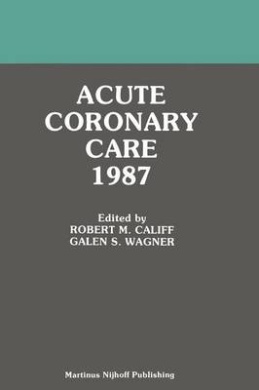 ACUTE
CORONARY
CARE
1987
Edited by
ROBERT M. CALIFF
GALEN S. WAGNER
Martinus Nijhoff Publishing